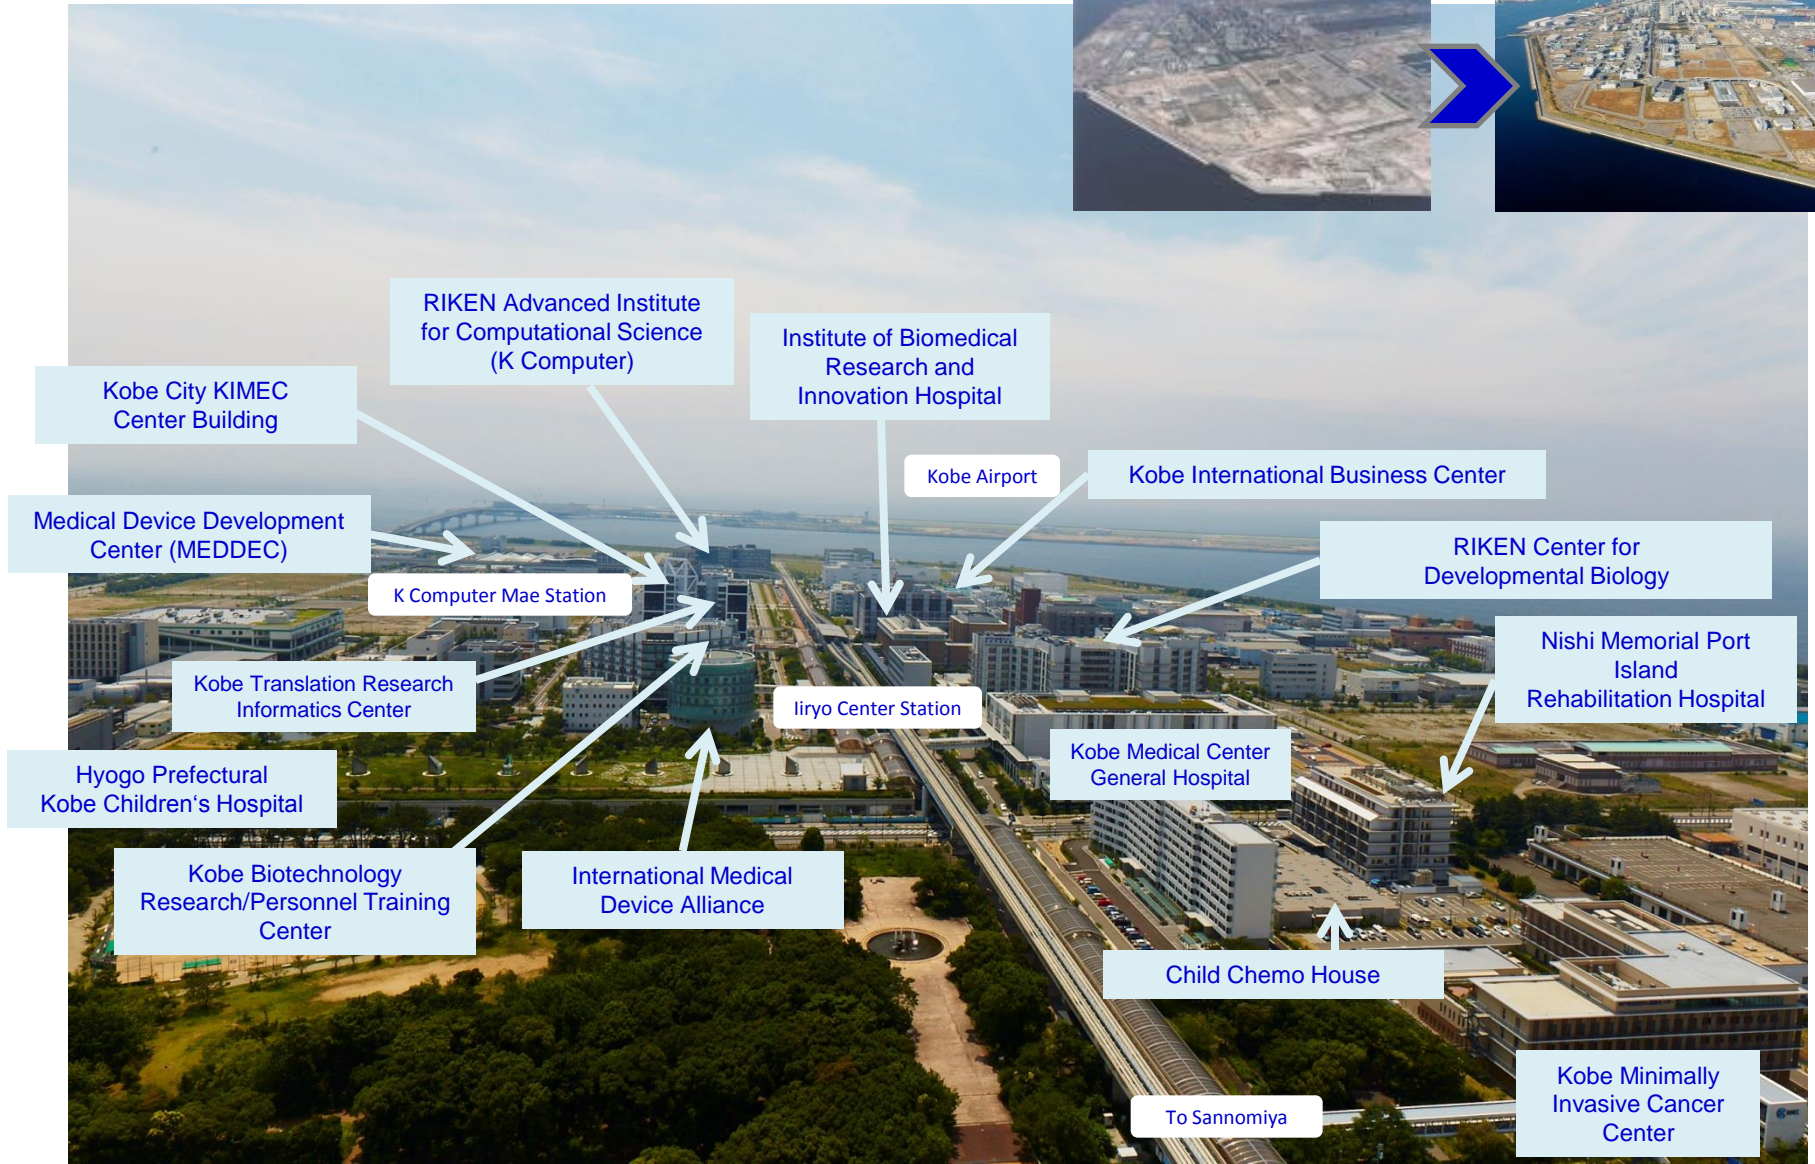 RIKEN Advanced Institute
for Computational Science
(K Computer)
Institute of Biomedical
Research and
Innovation Hospital
Kobe City KIMEC
Center Building
Kobe Airport
Kobe International Business Center
Medical Device Development
Center (MEDDEC)
RIKEN Center for
Developmental Biology
K Computer Mae Station
Nishi Memorial Port
Island
Rehabilitation Hospital
Kobe Translation Research
Informatics Center
Iiryo Center Station
Kobe Medical Center
General Hospital
Hyogo Prefectural
Kobe Children‘s Hospital
Kobe Biotechnology
Research/Personnel Training
Center
International Medical
Device Alliance
Child Chemo House
Kobe Minimally
Invasive Cancer
Center
To Sannomiya